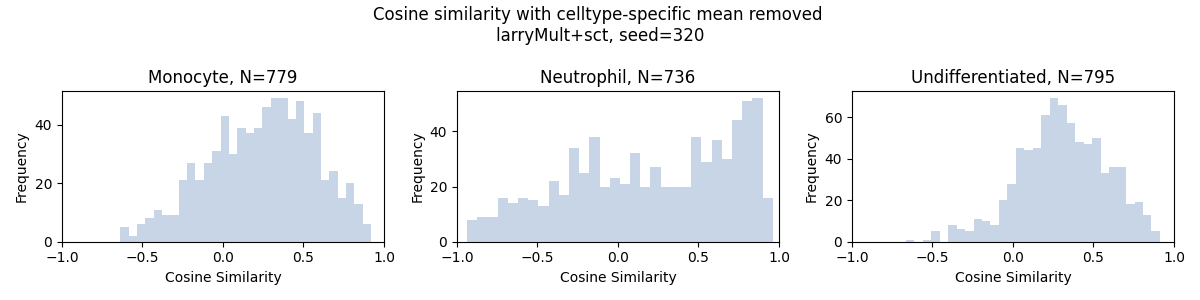 Cosine similarity with celltype-specific mean removed
larryMult+sct, seed=320
Monocyte, N=779
Frequency
40
20
0
−1.0 −0.5 0.0 0.5 1.0
Cosine Similarity
Neutrophil, N=736
Frequency
40
20
0
−1.0 −0.5 0.0 0.5 1.0
Cosine Similarity
Undifferentiated, N=795
Frequency
60
40
20
0
−1.0 −0.5 0.0 0.5 1.0
Cosine Similarity